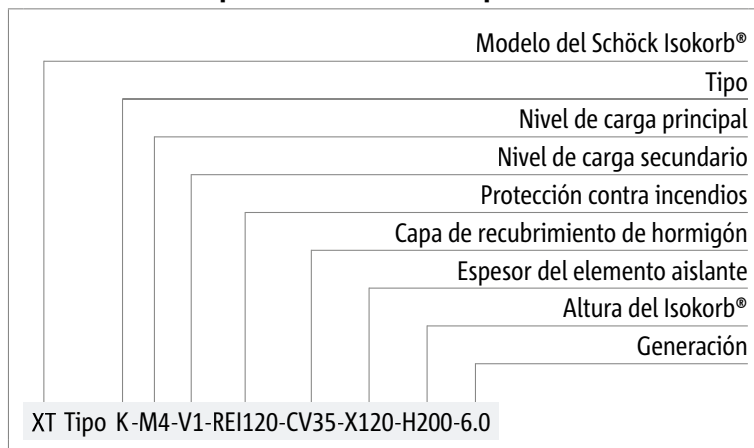 Modelo del Schöck Isokorb®
Tipo
Nivel de carga principal
Nivel de carga secundario
Protección contra incendios
Capa de recubrimiento de hormigón
Espesor del elemento aislante
Altura del Isokorb®
Generación
XT Tipo K-M4-V1-REI120-CV35-X120-H200-6.0